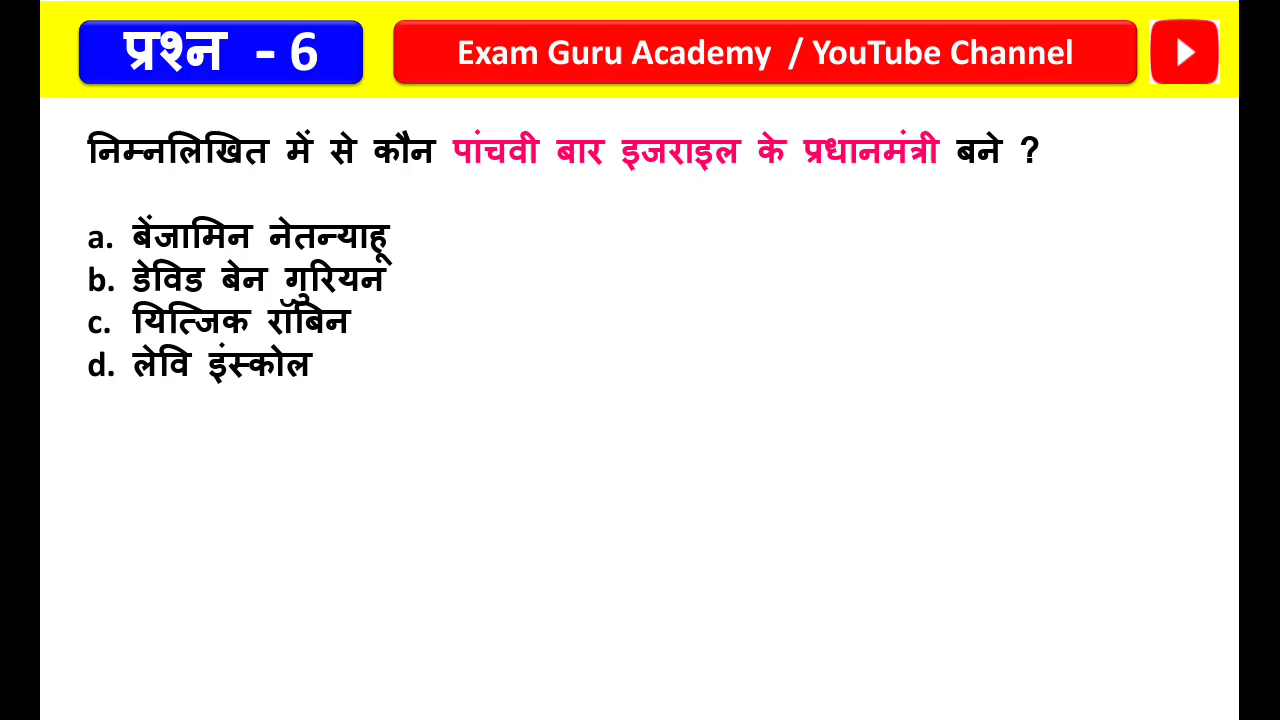 प्रश्न - 6
Exam Guru Academy / YouTube Channel
निम्नलिखित में से कौन पांचवी बार इजराइल के प्रधानमंत्री बने ?
a. बेंजामिन नेतन्याहू
b. डेविड बेन गुरियन
c. यित्जिक रॉबिन
d. लेवि इंस्कोल